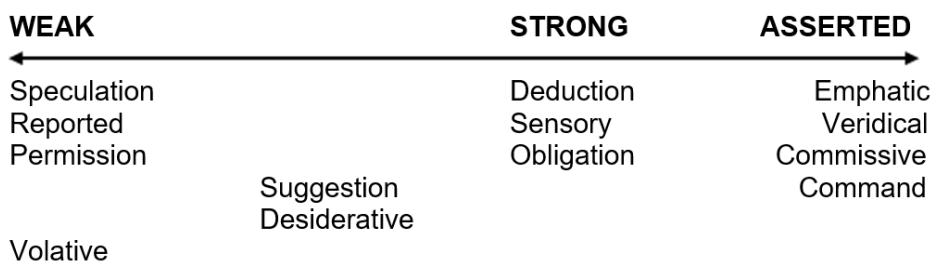 WEAK STRONG ASSERTED
Speculation Deduction Emphatic
Reported Sensory Veridical
Permission Obligation Commissive
Suggestion Command
Desiderative
Volative